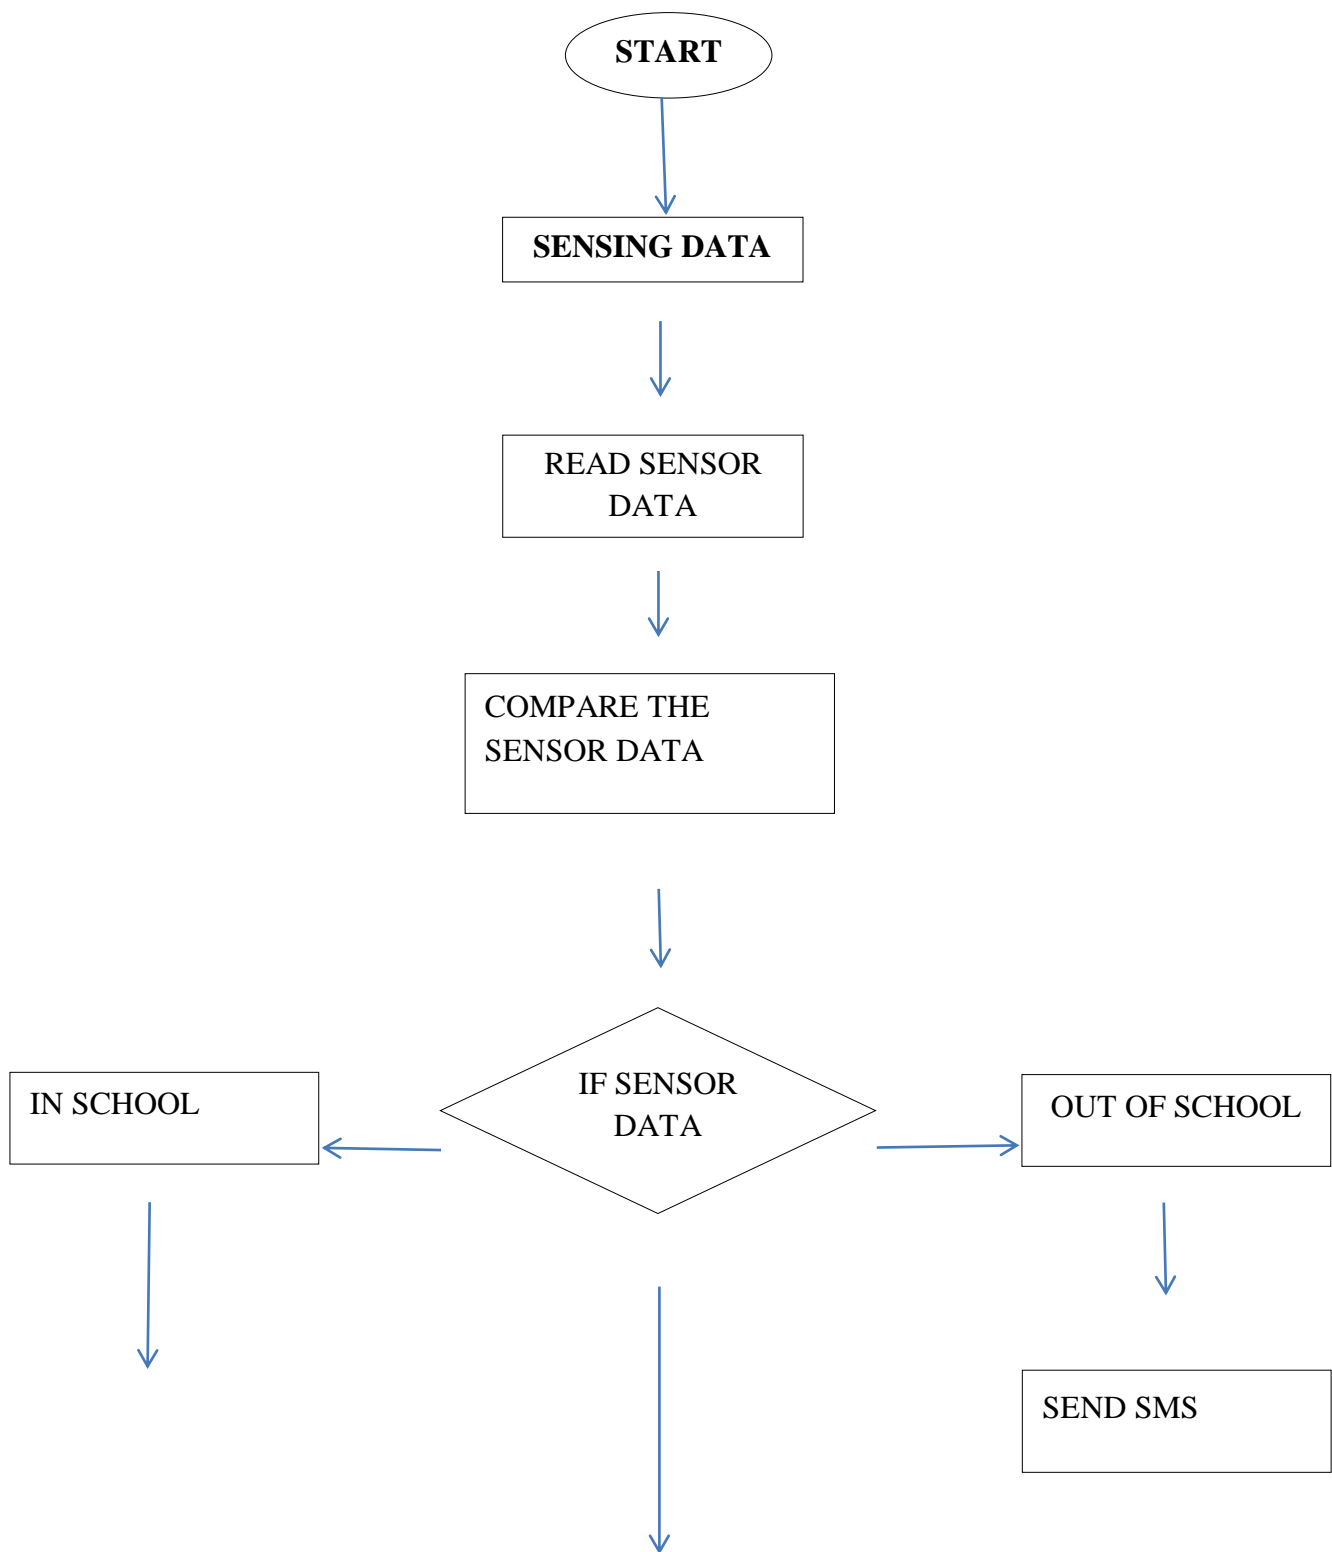 START
SENSING DATA
READ SENSOR
DATA
COMPARE THE
SENSOR DATA
IF SENSOR
DATA
IN SCHOOL
OUT OF SCHOOL
SEND SMS